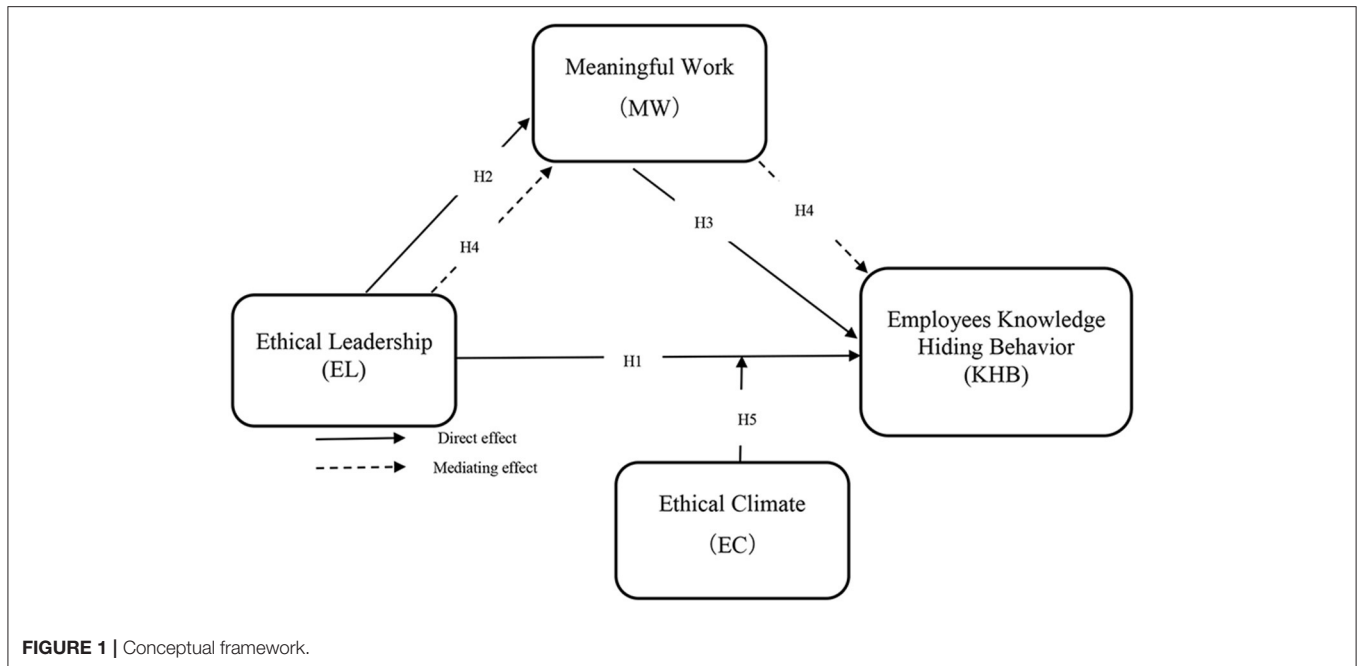 Meaningful Work
（MW）
H2
H4
H3
H4
Ethical Leadership
(EL)
Employees Knowledge
Hiding Behavior
(KHB)
H1
H5
Direct effect
Mediating effect
Ethical Climate
（EC）
FIGURE 1 | Conceptual framework.